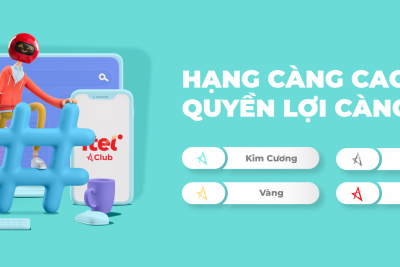 HẠNG CÀNG CAO
QUYỀN LỢI CÀNG
itel
Club
Kim Cương
Vàng